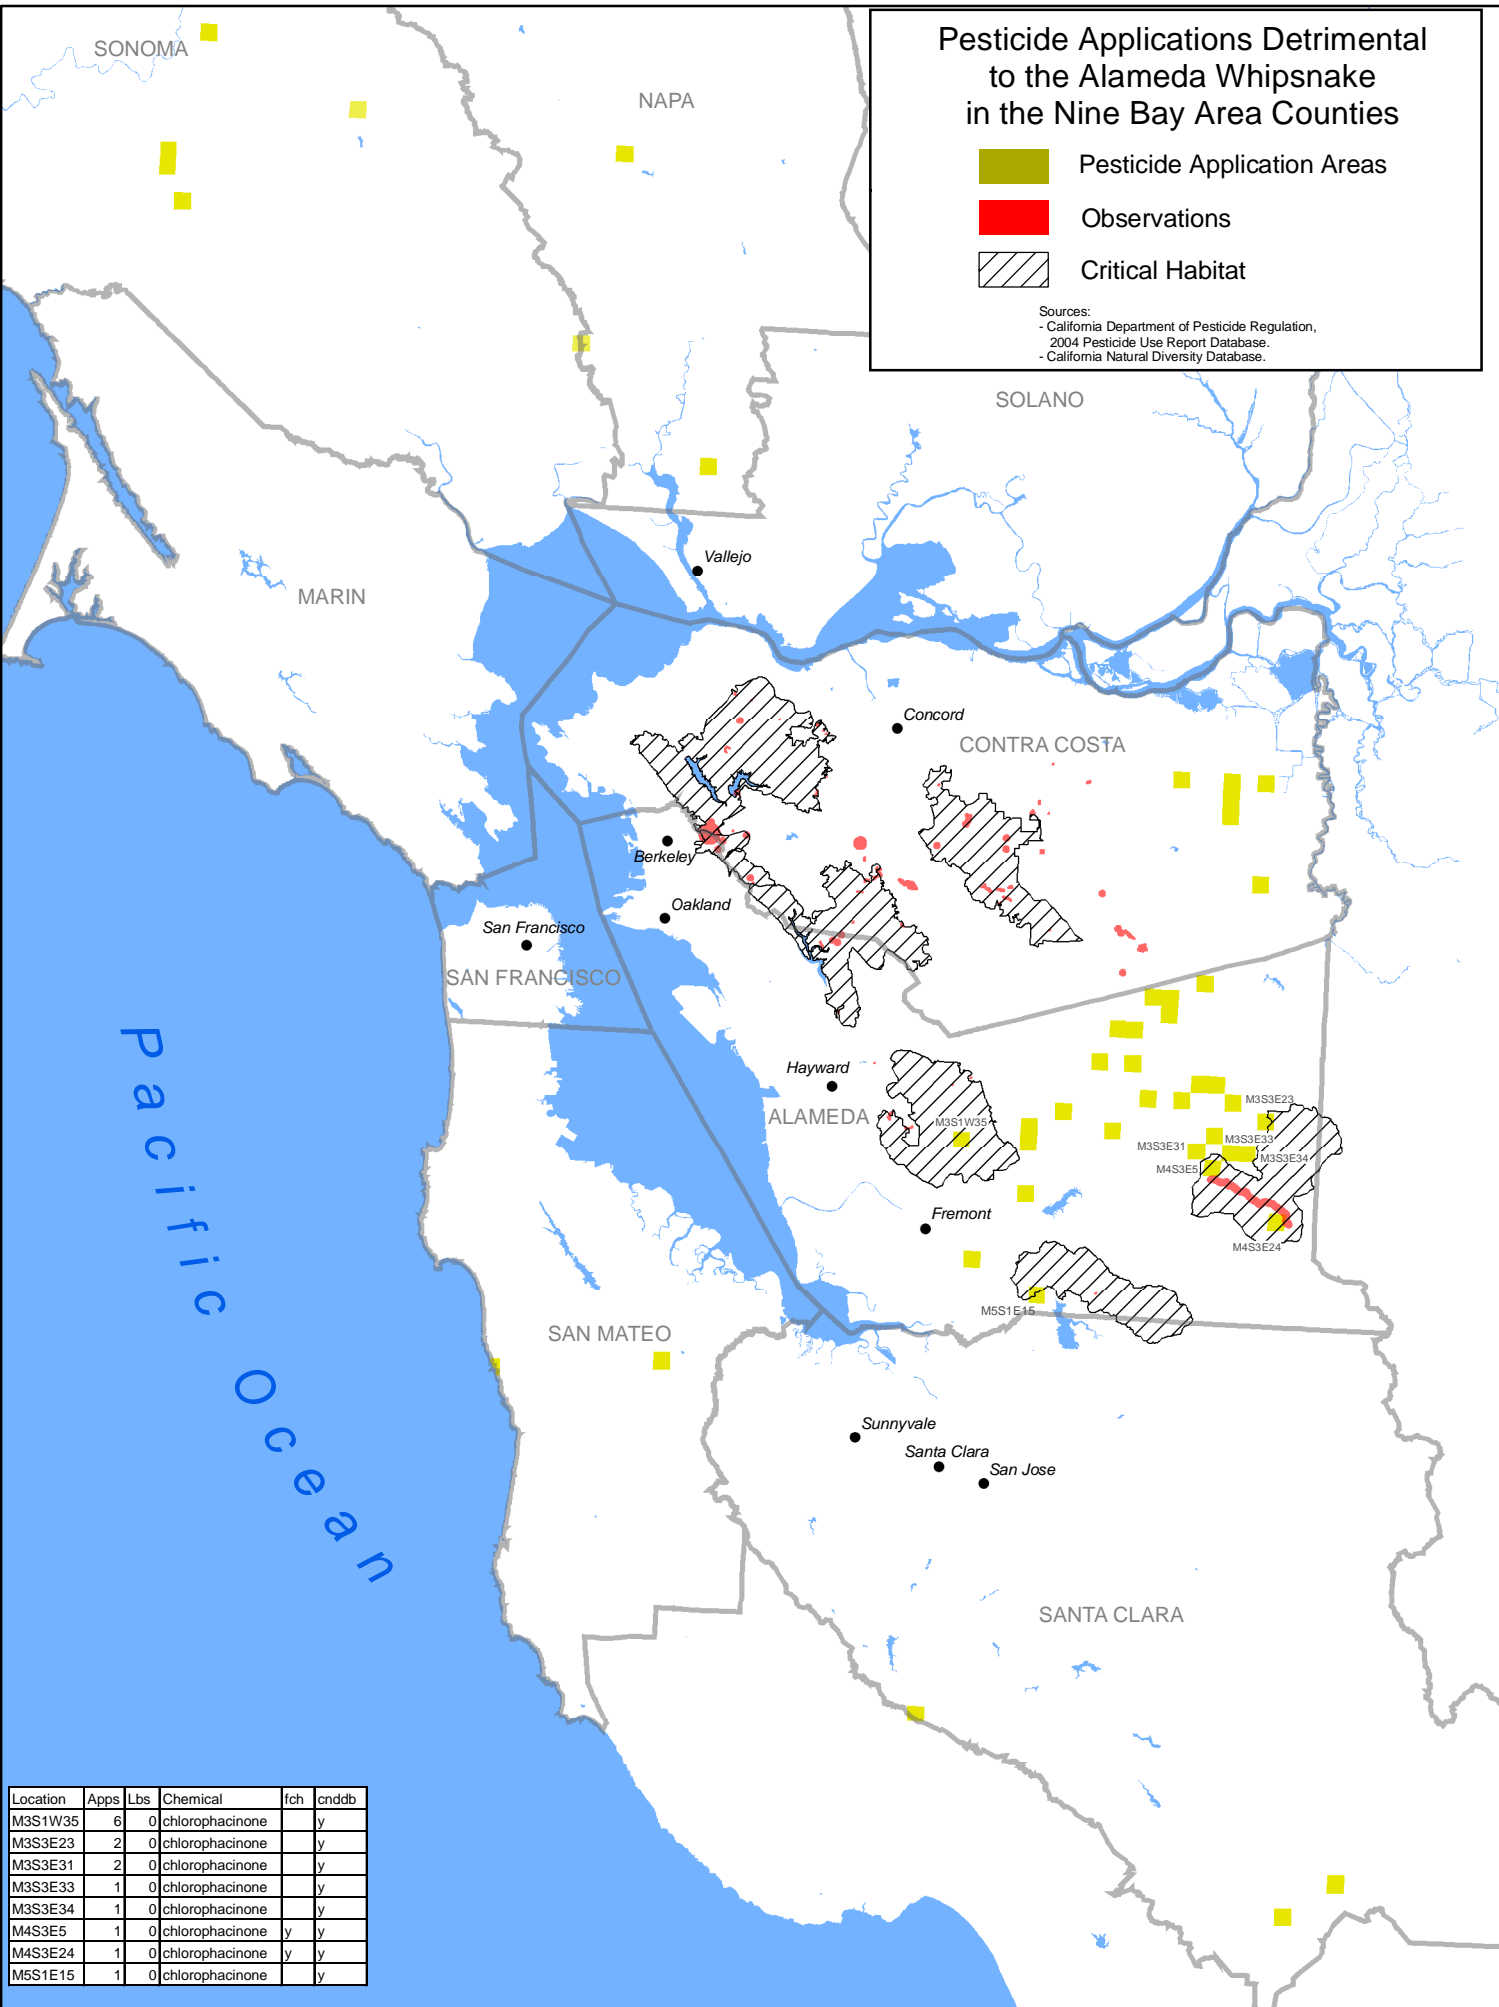 Pesticide Applications Detrimental
to the Alameda Whipsnake
in the Nine Bay Area Counties
Pesticide Application Areas
Observations
Critical Habitat
Sources:
- California Department of Pesticide Regulation,
2004 Pesticide Use Report Database.
- California Natural Diversity Database.
SONOMA
NAPA
SOLANO
MARIN
Vallejo
Concord
CONTRA COSTA
Berkeley
Oakland
San Francisco
SAN FRANCISCO
Pacific Ocean
Hayward
ALAMEDA
M3S1W35
M3S3E23
M3S3E33
M3S3E31
M3S3E34
M4S3E5
Fremont
M4S3E24
M5S1E15
SAN MATEO
Sunnyvale
Santa Clara
San Jose
SANTA CLARA
Location Apps Lbs Chemical fch cnddb
M3S1W35 6 0 chlorophacinone y
M3S3E23 2 0 chlorophacinone y
M3S3E31 2 0 chlorophacinone y
M3S3E33 1 0 chlorophacinone y
M3S3E34 1 0 chlorophacinone y
M4S3E5 1 0 chlorophacinone y y
M4S3E24 1 0 chlorophacinone y y
M5S1E15 1 0 chlorophacinone y